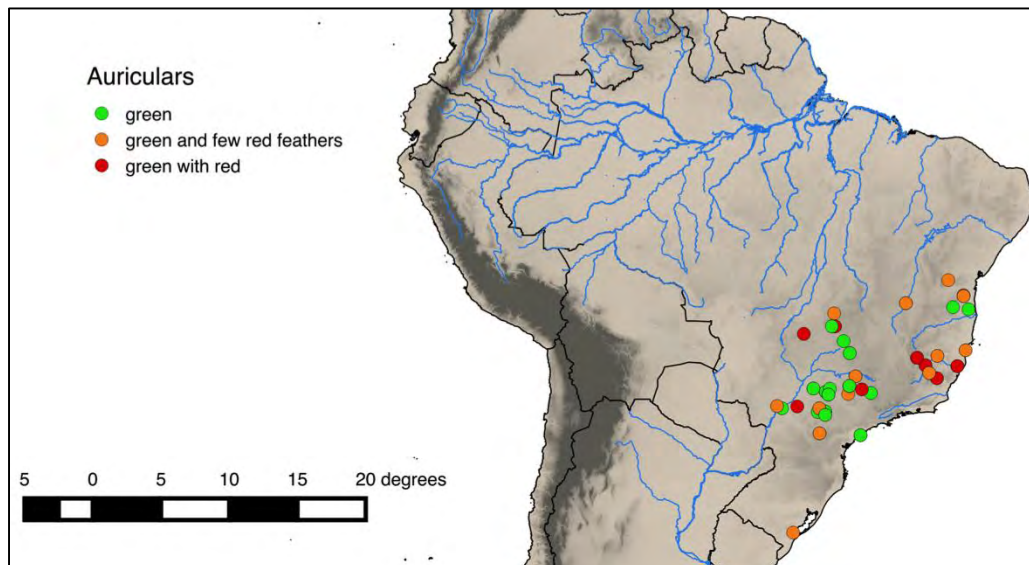 Auriculars
green
green and few red feathers
green with red
5 0 5 10 15 20 degrees